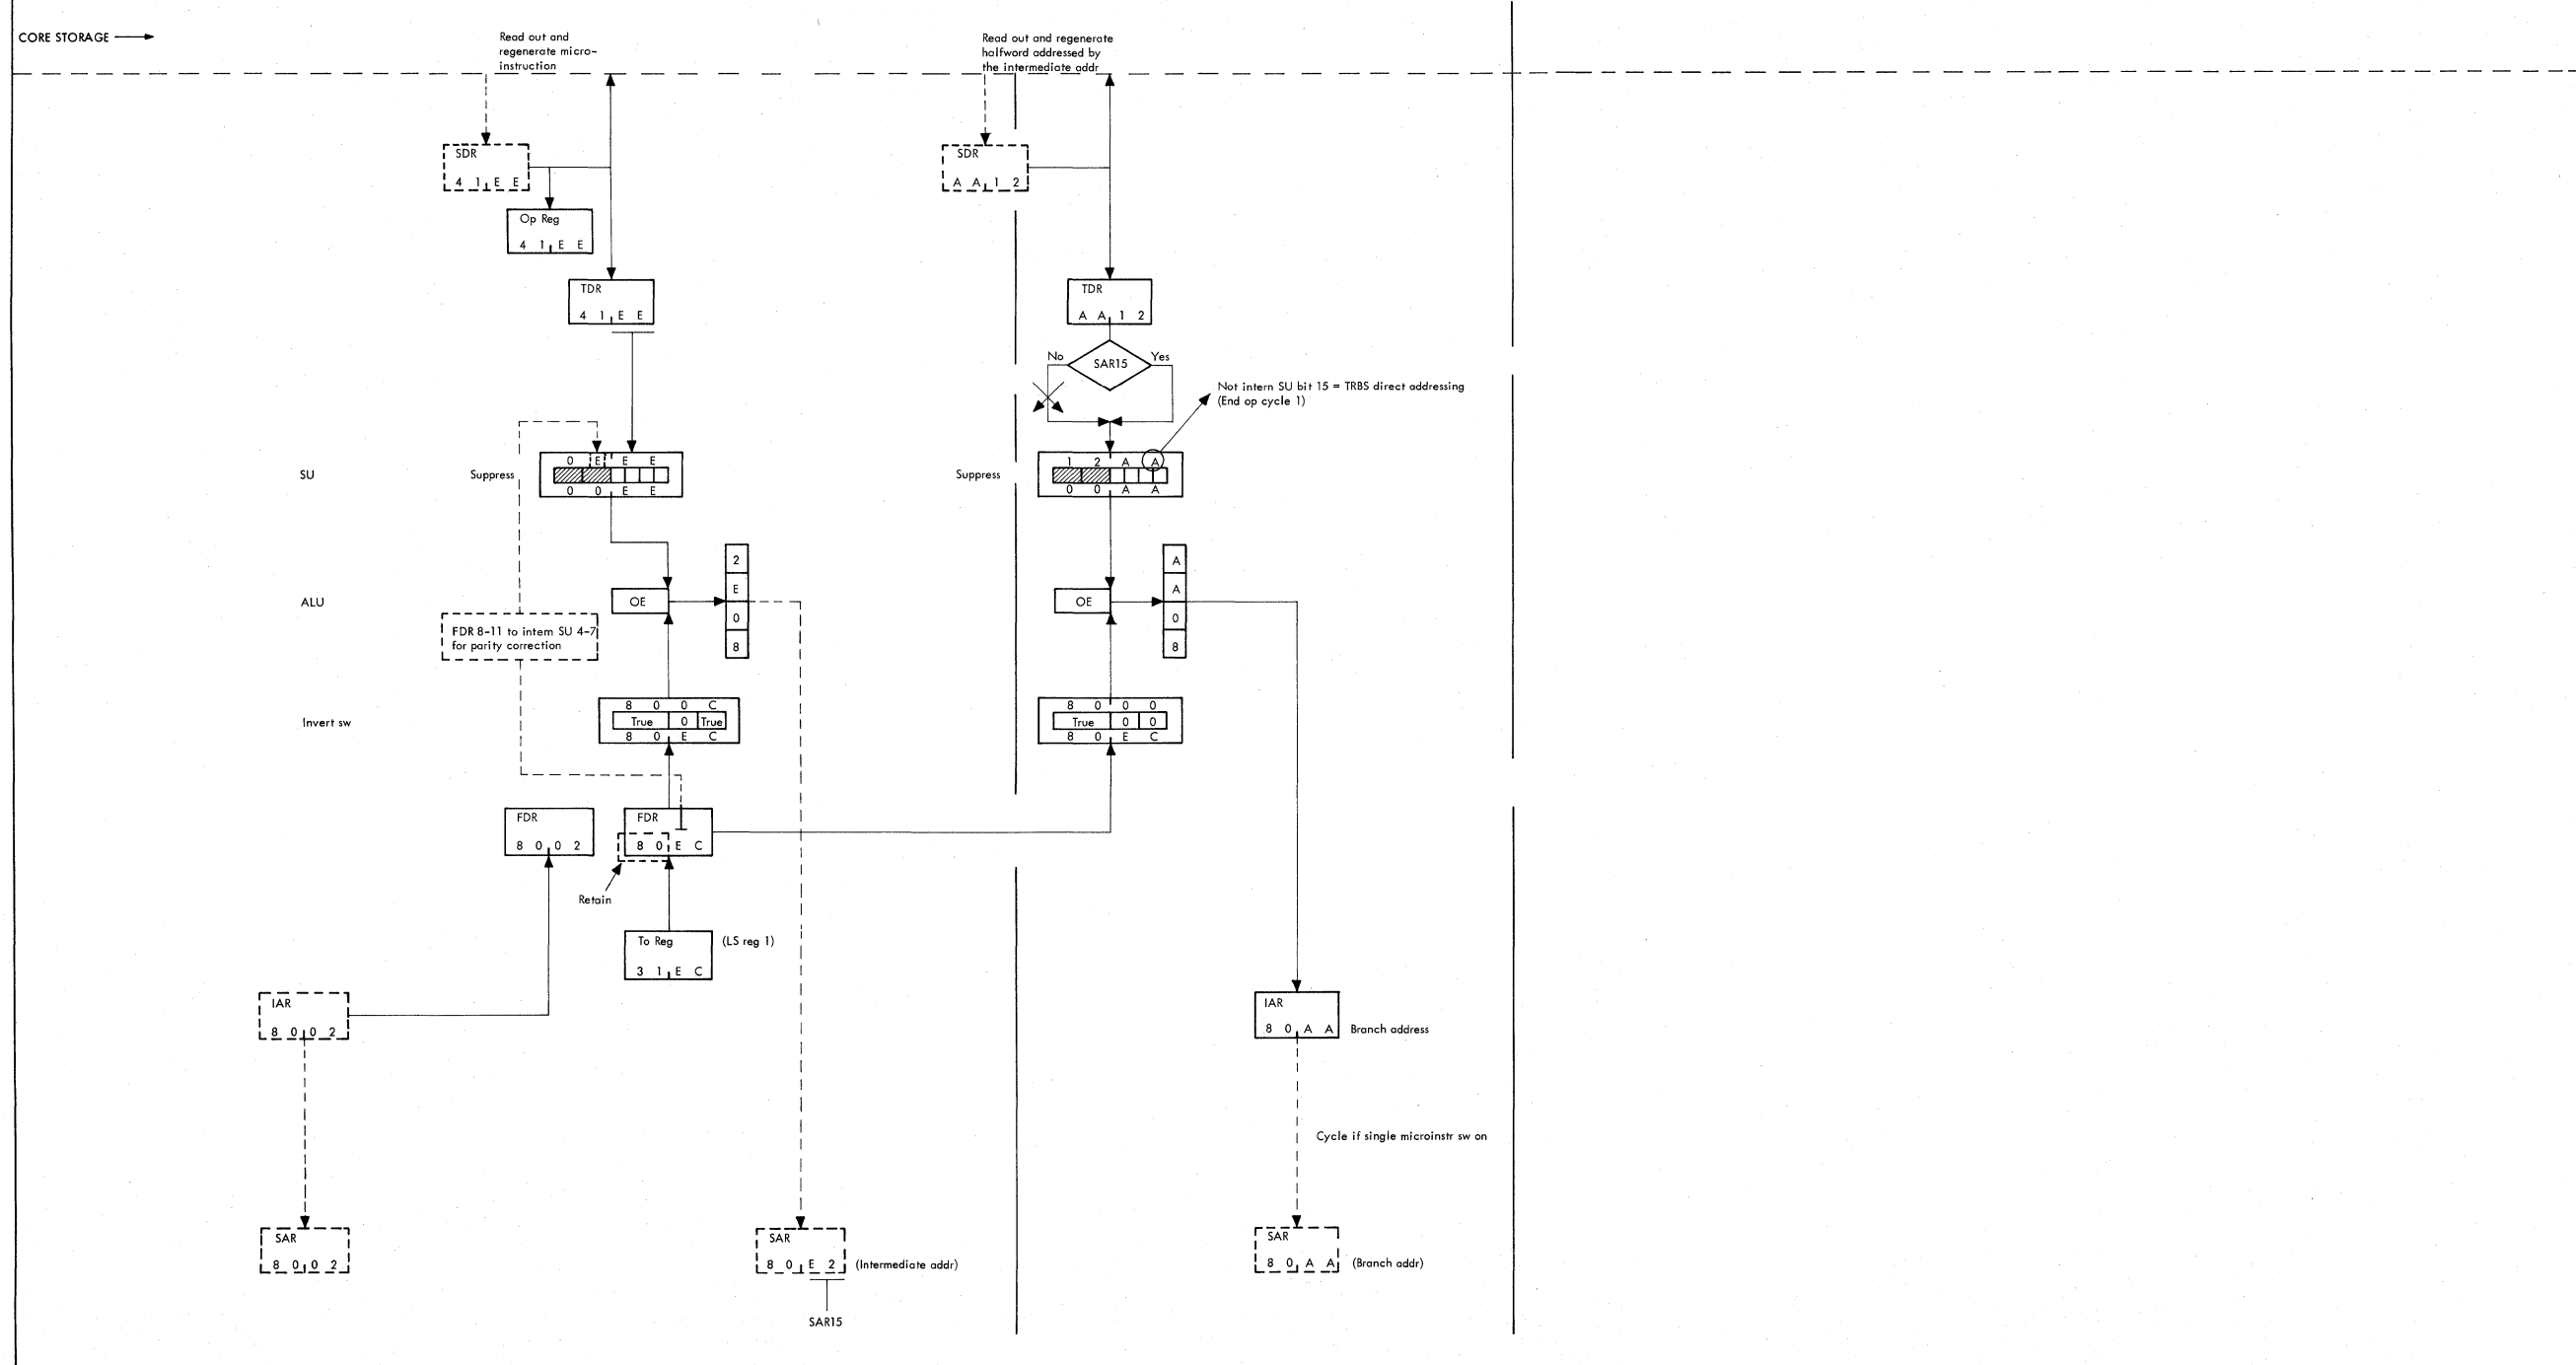 CORE STORAGE
Read out and
regenerate micro-
instruction
Read out and regenerate
halfword addressed by
the intermediate addr
SDR
4 1 E E
SDR
A A 1 2
Op Reg
4 1 E E
TDR
4 1 E E
TDR
A A 1 2
No
SAR15
Yes
Not intern SU bit 15 = TRBS direct addressing
(End op cycle 1)
SU
Suppress
0 E E E
0 0 E E
Suppress
1 2 A A
0 0 A A
ALU
OE
2
E
0
8
OE
A
A
0
8
FDR 8-11 to intern SU 4-7
for parity correction
Invert sw
8 0 0 C
True 0 True
8 0 E C
8 0 0 0
True 0 0
8 0 E C
FDR
8 0 0 2
FDR
8 0 E C
Retain
To Reg
3 1 E C
(LS reg 1)
IAR
8 0 0 2
IAR
8 0 A A
Branch address
Cycle if single microinstr sw on
SAR
8 0 0 2
SAR
8 0 E 2
(Intermediate addr)
SAR15
SAR
8 0 A A
(Branch addr)